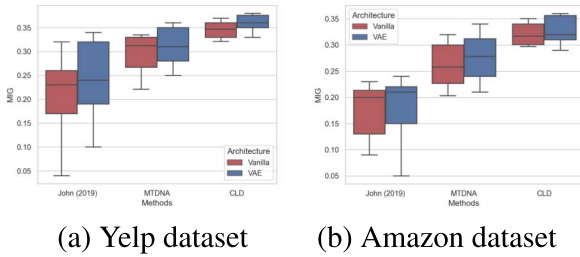 0.35
0.30
0.25
0.20
0.15
0.10
0.05
MIG
John (2019) MTDNA CLD
Methods
Architecture
Vanilla
VAE
(a) Yelp dataset
0.35
0.30
0.25
0.20
0.15
0.10
0.05
MIG
Architecture
Vanilla
VAE
John (2019) MTDNA CLD
Methods
(b) Amazon dataset